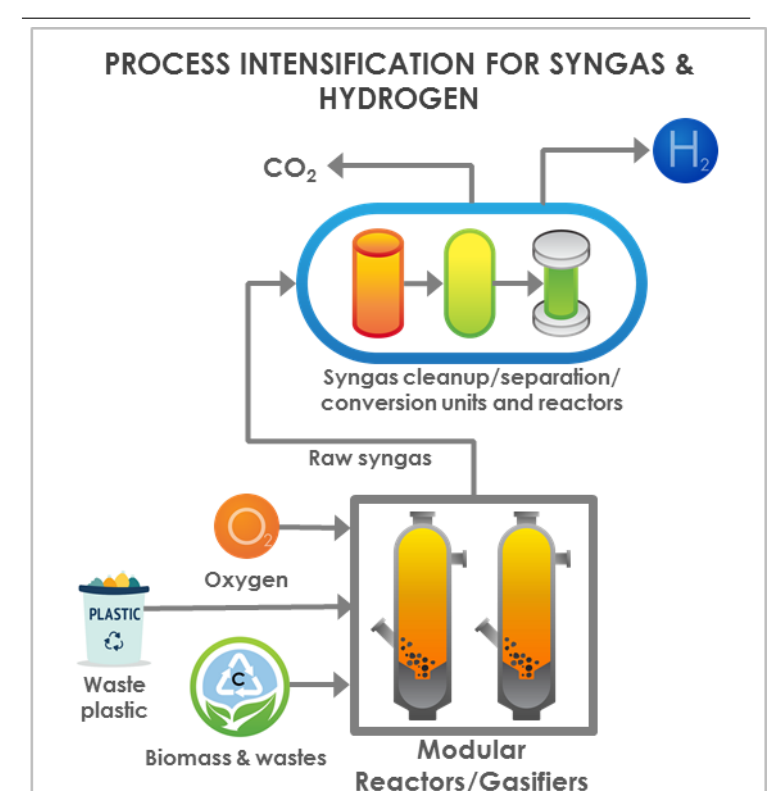 PROCESS INTENSIFICATION FOR SYNGAS &
HYDROGEN
CO₂
H₂
Syngas cleanup/separation/
conversion units and reactors
Raw syngas
O₂
Oxygen
PLASTIC
Waste
plastic
C
Biomass & wastes
Modular
Reactors/Gasifiers